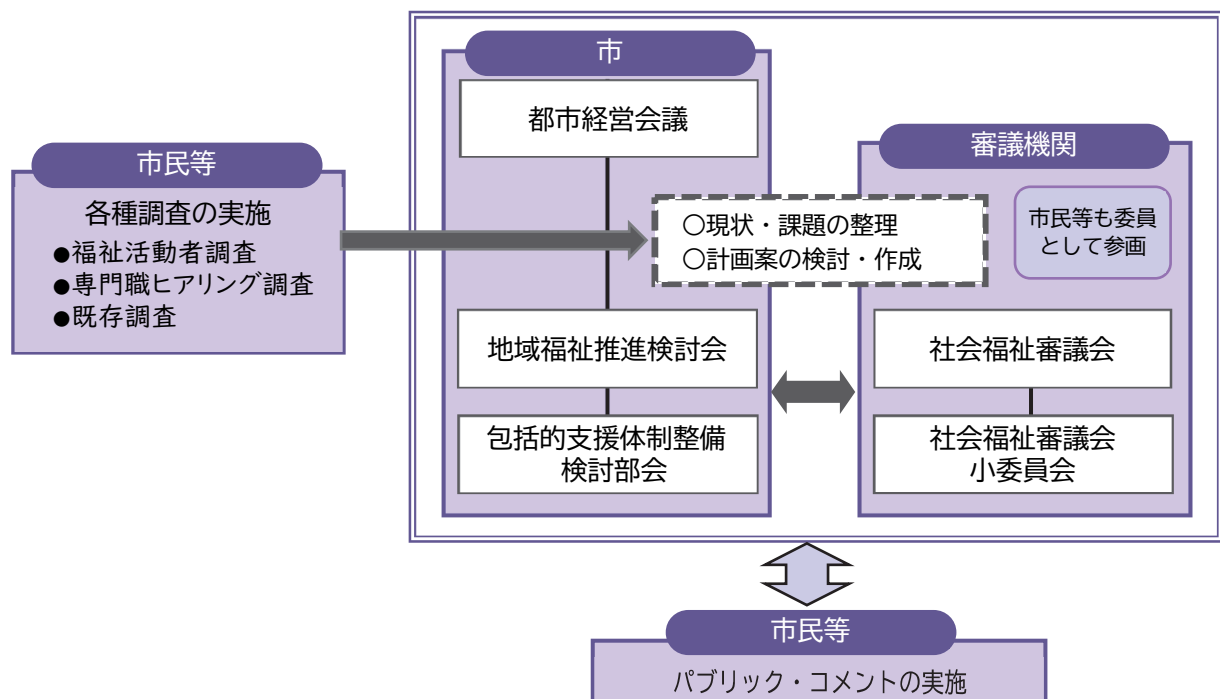 市民等
各種調査の実施
●福祉活動者調査
●専門職ヒアリング調査
●既存調査
市
都市経営会議
○現状・課題の整理
○計画案の検討・作成
地域福祉推進検討会
包括的支援体制整備
検討部会
審議機関
市民等も委員
として参画
社会福祉審議会
社会福祉審議会
小委員会
市民等
パブリック・コメントの実施